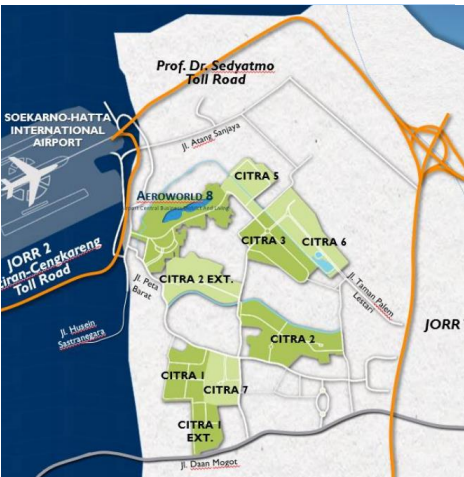 Prof. Dr. Sedyatmo
Toll Road
SOEKARNO-HATTA
INTERNATIONAL
AIRPORT
Jl. Atang Sanjaya
CITRA 5
AEROWORLD 8
CITRA 3
CITRA 6
JORR 2
Cengkareng
Toll Road
Jl. Peta
Barat
CITRA 2 EXT.
Jl. Taman Palem
Lestari
Jl. Husein
Sastranegara
CITRA 2
JORR
CITRA 1
CITRA 7
CITRA 1
EXT.
Jl. Daan Mogot